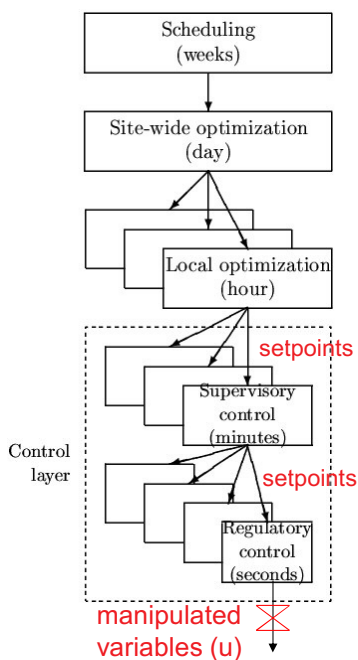 Scheduling
(weeks)
Site-wide optimization
(day)
Local optimization
(hour)
setpoints
Supervisory
control
(minutes)
Control
layer
setpoints
Regulatory
control
(seconds)
manipulated
variables (u)